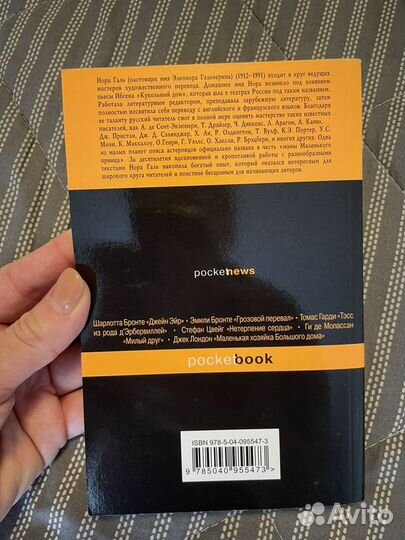 Нора Галь (настоящее имя Элеонора Гальперина) (1912–1991) входит в круг ведущих
мастеров художественного перевода. Домашнее имя Нора возникло под влиянием
пьесы Ибсена «Кукольный дом», которая шла в театрах России под таким названием.
Работала литературным редактором, преподавала зарубежную литературу, затем
полностью посвятила себя переводу с английского и французского языков. Благодаря
ее таланту русский читатель смог в полной мере оценить мастерство таких известных
писателей, как А. де Сент-Экзюпери, Т. Драйзер, Ч. Диккенс, Л. Арагон, А. Камю,
Дж. Пристли, Дж. Д. Сэлинджер, Х. Ли, Р. Олдингтон, Т. Вулф, К.Э. Портер, У.С.
Моэм, К. Маккалоу, О.Генри, Г. Уэлс, О. Хаксли, Р. Брэдбери, и многих других. Одна
из малых планет пояса астероидов официально названа в честь «мамы Маленького
принца». За десятилетия вдохновенной и кропотливой работы с разнообразными
текстами Нора Галь накопила богатый опыт, который оказался интересным для
широкого круга читателей и поистине бесценным для начинающих авторов.
pocketnews
Шарлотта Бронте «Джейн Эйр» • Эмили Бронте «Грозовой перевал» • Томас Гарди «Тэсс
из рода д'Эрбервиллей» • Стефан Цвейг «Нетерпение сердца» • Ги де Мопассан
«Милый друг» • Джек Лондон «Маленькая хозяйка Большого дома»
pocketbook
ISBN 978-5-04-095547-3
9 785040 955473 >
Avito